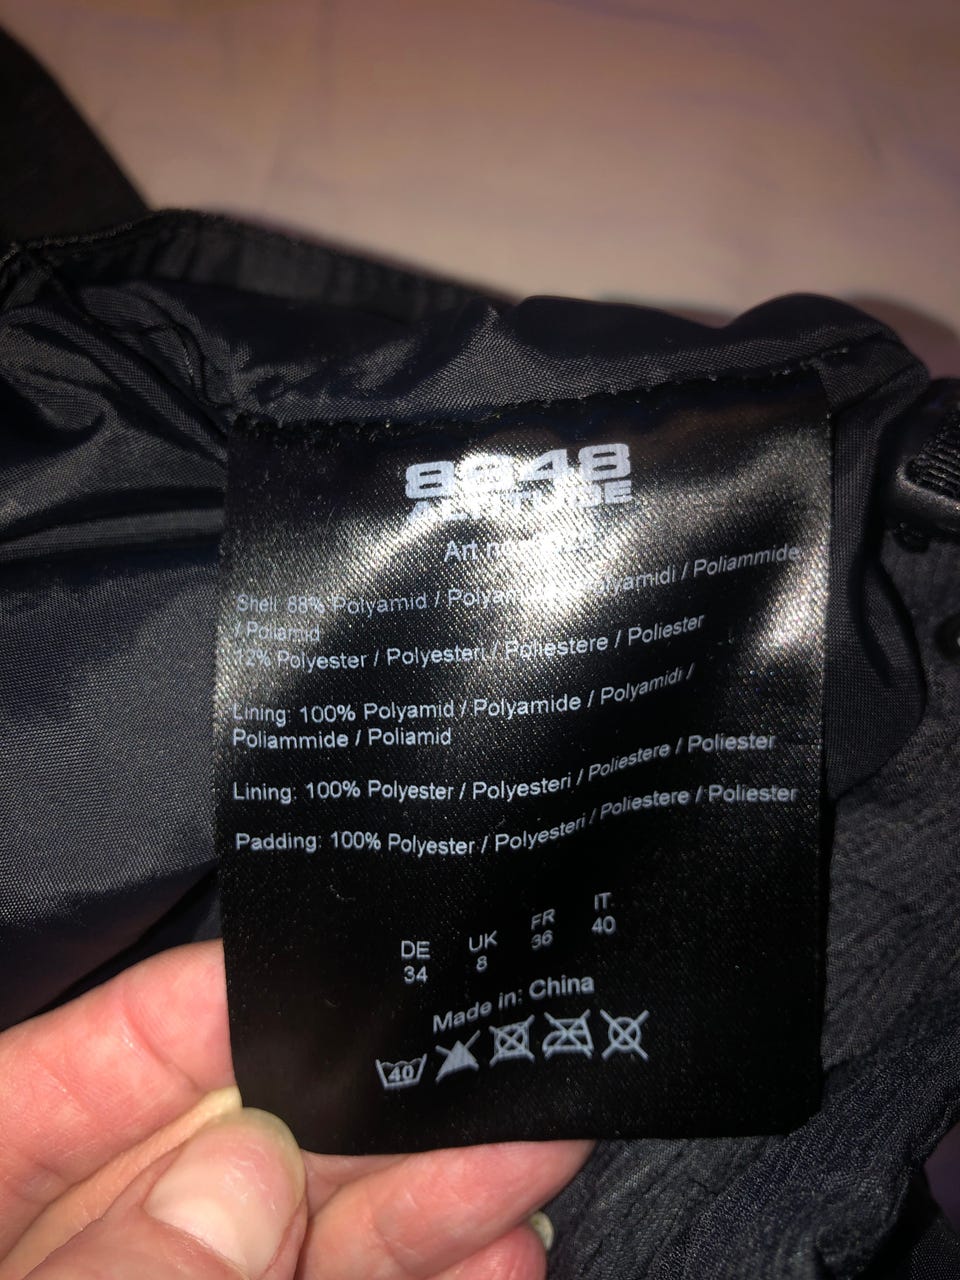 8848
ALTITUDE
Art no
Shell: 88% Polyamid / Polyamidi / Poliammide
/ Poliamid
12% Polyester / Polyesteri / Poliestere / Poliester
Lining: 100% Polyamid / Polyamide / Polyamidi /
Poliammide / Poliamid
Lining: 100% Polyester / Polyesteri / Poliestere / Poliester
Padding: 100% Polyester / Polyesteri / Poliestere / Poliester
DE UK FR IT
34 8 36 40
Made in: China
40